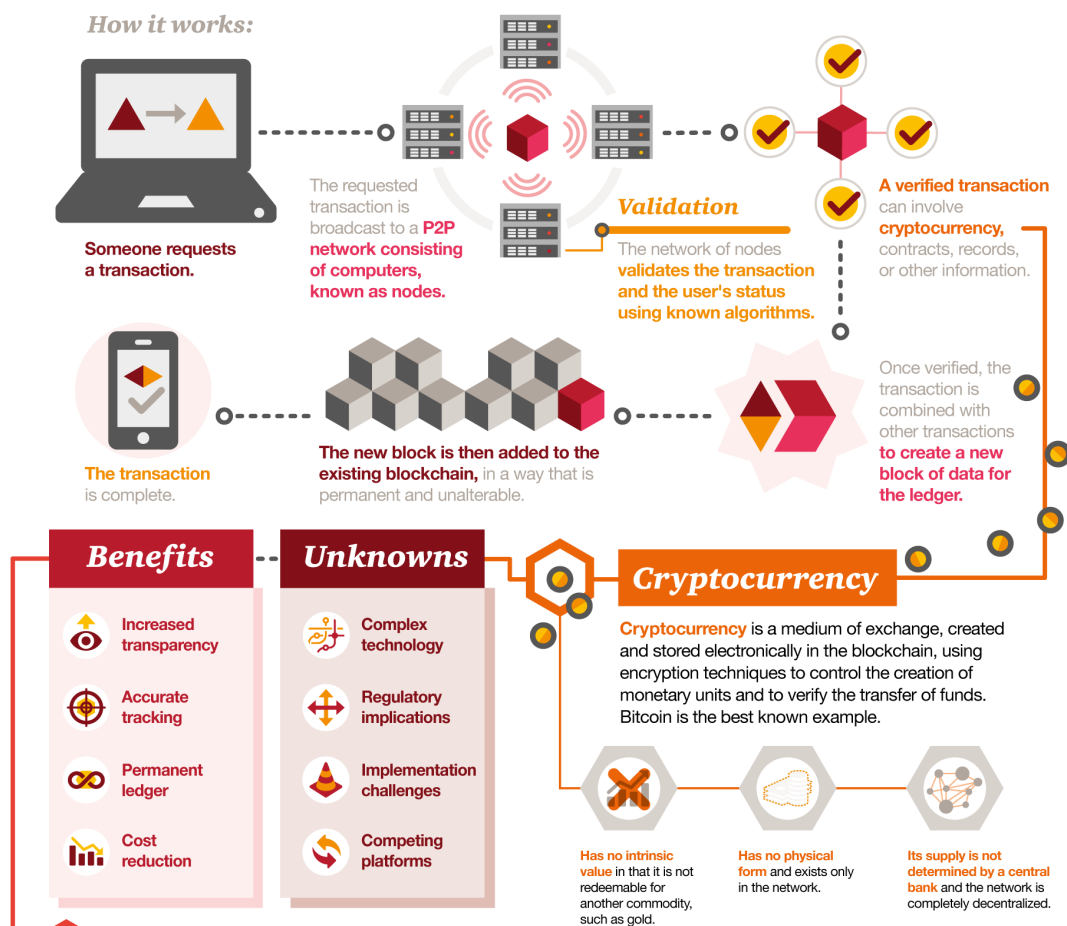 How it works:
Someone requests
a transaction.
The requested
transaction is
broadcast to a P2P
network consisting
of computers,
known as nodes.
Validation
The network of nodes
validates the transaction
and the user's status
using known algorithms.
A verified transaction
can involve
cryptocurrency,
contracts, records,
or other information.
Once verified, the
transaction is
combined with
other transactions
to create a new
block of data for
the ledger.
The new block is then added to the
existing blockchain, in a way that is
permanent and unalterable.
The transaction
is complete.
Benefits
Increased
transparency
Accurate
tracking
Permanent
ledger
Cost
reduction
Unknowns
Complex
technology
Regulatory
implications
Implementation
challenges
Competing
platforms
Cryptocurrency
Cryptocurrency is a medium of exchange, created
and stored electronically in the blockchain, using
encryption techniques to control the creation of
monetary units and to verify the transfer of funds.
Bitcoin is the best known example.
Has no intrinsic
value in that it is not
redeemable for
another commodity,
such as gold.
Has no physical
form and exists only
in the network.
Its supply is not
determined by a central
bank and the network is
completely decentralized.